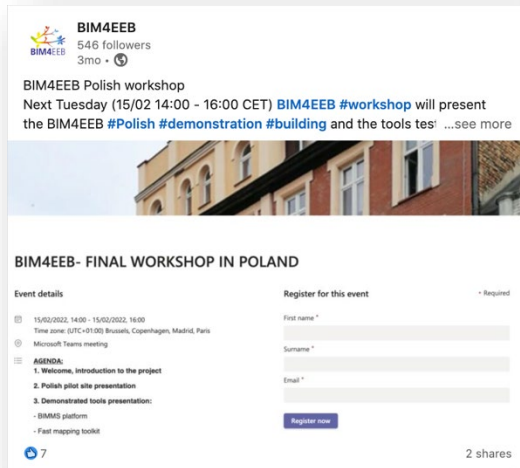 BIM4EEB
BIM4EEB
546 followers
3mo •
BIM4EEB Polish workshop
Next Tuesday (15/02 14:00 - 16:00 CET) BIM4EEB #workshop will present
the BIM4EEB #Polish #demonstration #building and the tools test ...see more
BIM4EEB- FINAL WORKSHOP IN POLAND
Event details
15/02/2022, 14:00 - 15/02/2022, 16:00
Time zone: (UTC+01:00) Brussels, Copenhagen, Madrid, Paris
Microsoft Teams meeting
AGENDA:
1. Welcome, introduction to the project
2. Polish pilot site presentation
3. Demonstrated tools presentation:
- BIMMS platform
- Fast mapping toolkit
Register for this event
* Required
First name *
Surname *
Email *
Register now
7
2 shares